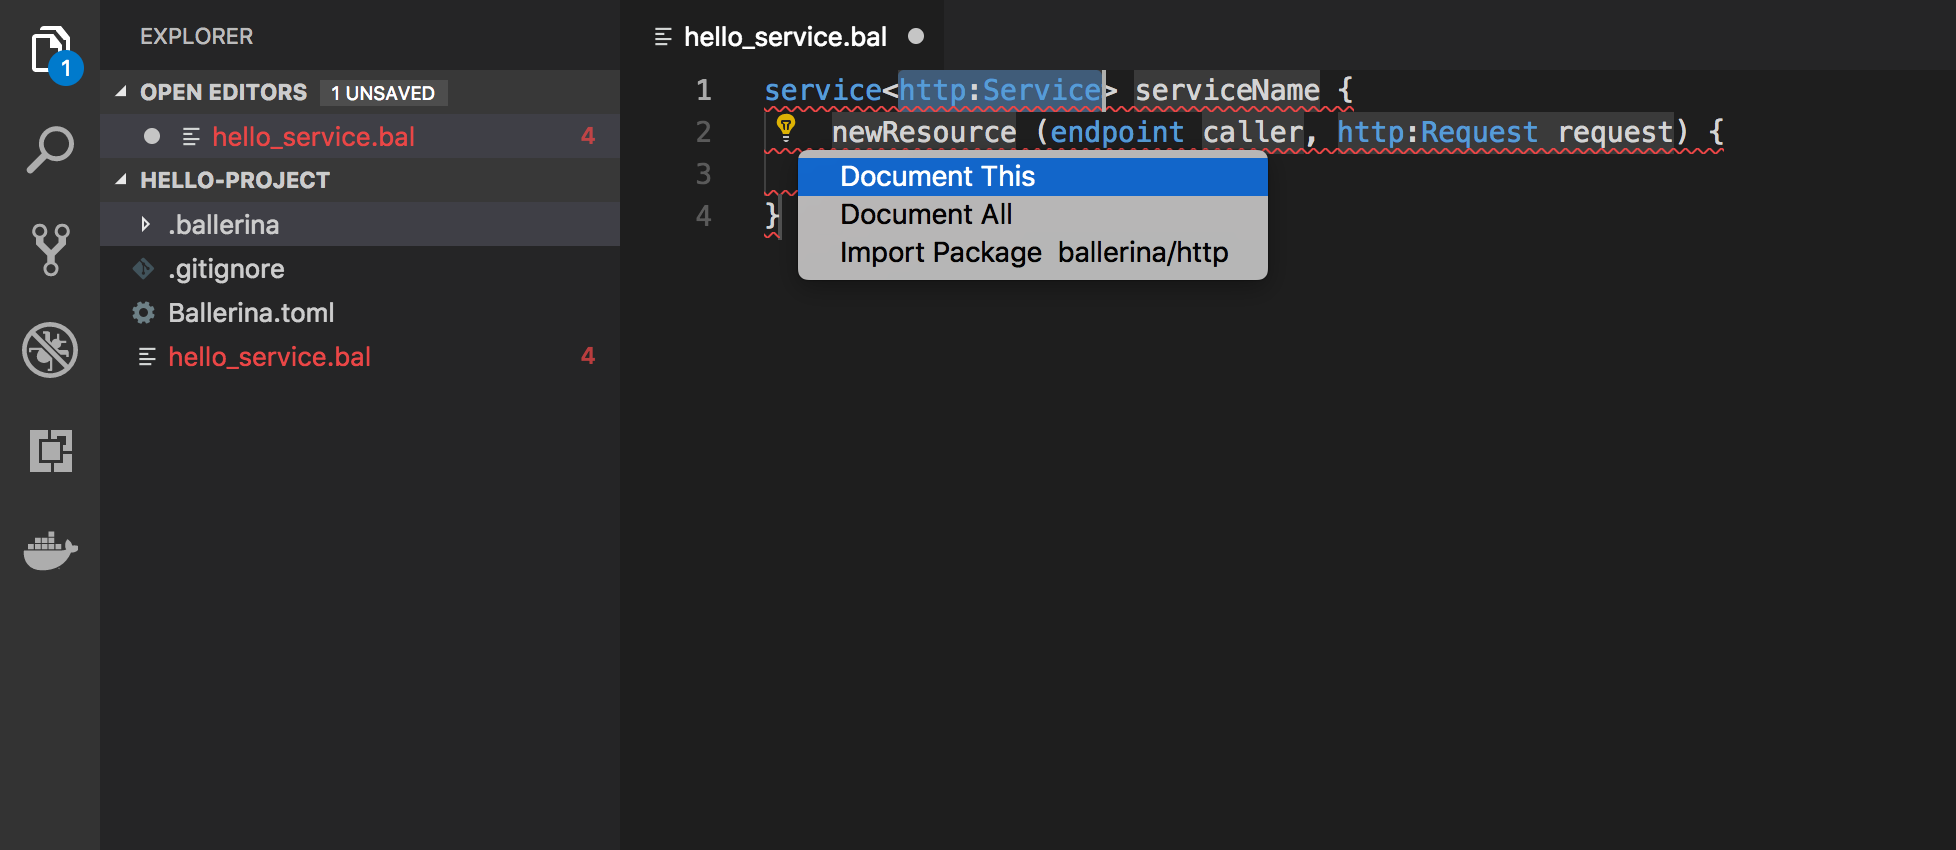 EXPLORER
OPEN EDITORS 1 UNSAVED
hello_service.bal 4
HELLO-PROJECT
.ballerina
.gitignore
Ballerina.toml
hello_service.bal 4
1
hello_service.bal
1 service<http:Service> serviceName {
2 newResource (endpoint caller, http:Request request) {
3
4 }
Document This
Document All
Import Package ballerina/http